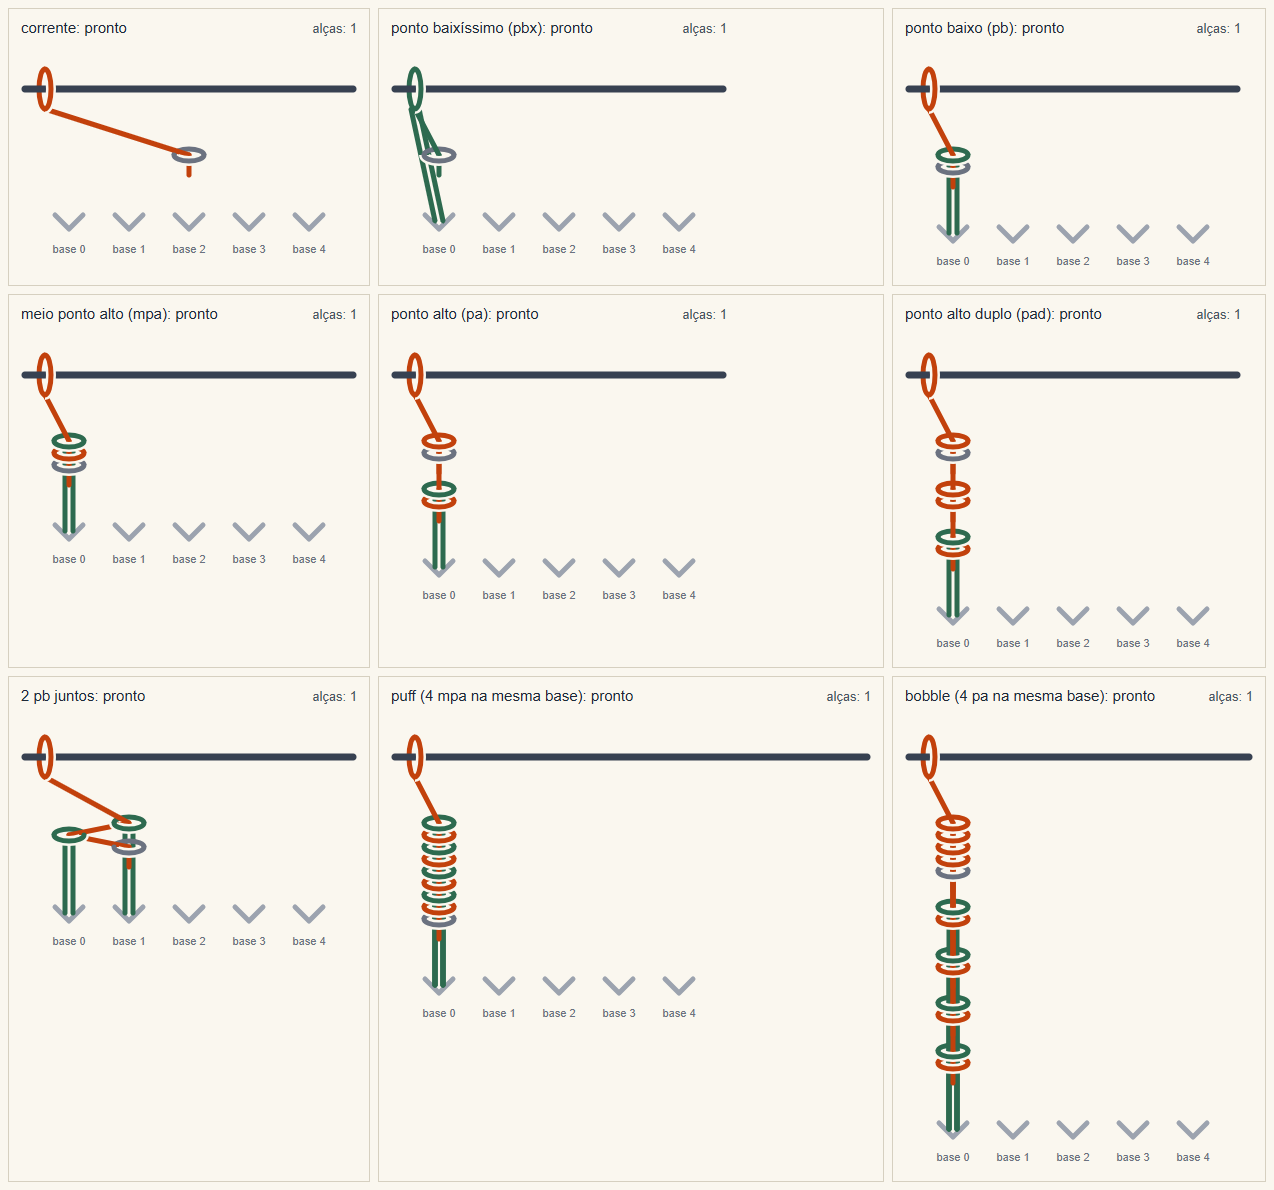 corrente: pronto alças: 1
base 0 base 1 base 2 base 3 base 4
ponto baixíssimo (pbx): pronto alças: 1
base 0 base 1 base 2 base 3 base 4
ponto baixo (pb): pronto alças: 1
base 0 base 1 base 2 base 3 base 4
meio ponto alto (mpa): pronto alças: 1
base 0 base 1 base 2 base 3 base 4
ponto alto (pa): pronto alças: 1
base 0 base 1 base 2 base 3 base 4
ponto alto duplo (pad): pronto alças: 1
base 0 base 1 base 2 base 3 base 4
2 pb juntos: pronto alças: 1
base 0 base 1 base 2 base 3 base 4
puff (4 mpa na mesma base): pronto alças: 1
base 0 base 1 base 2 base 3 base 4
bobble (4 pa na mesma base): pronto alças: 1
base 0 base 1 base 2 base 3 base 4